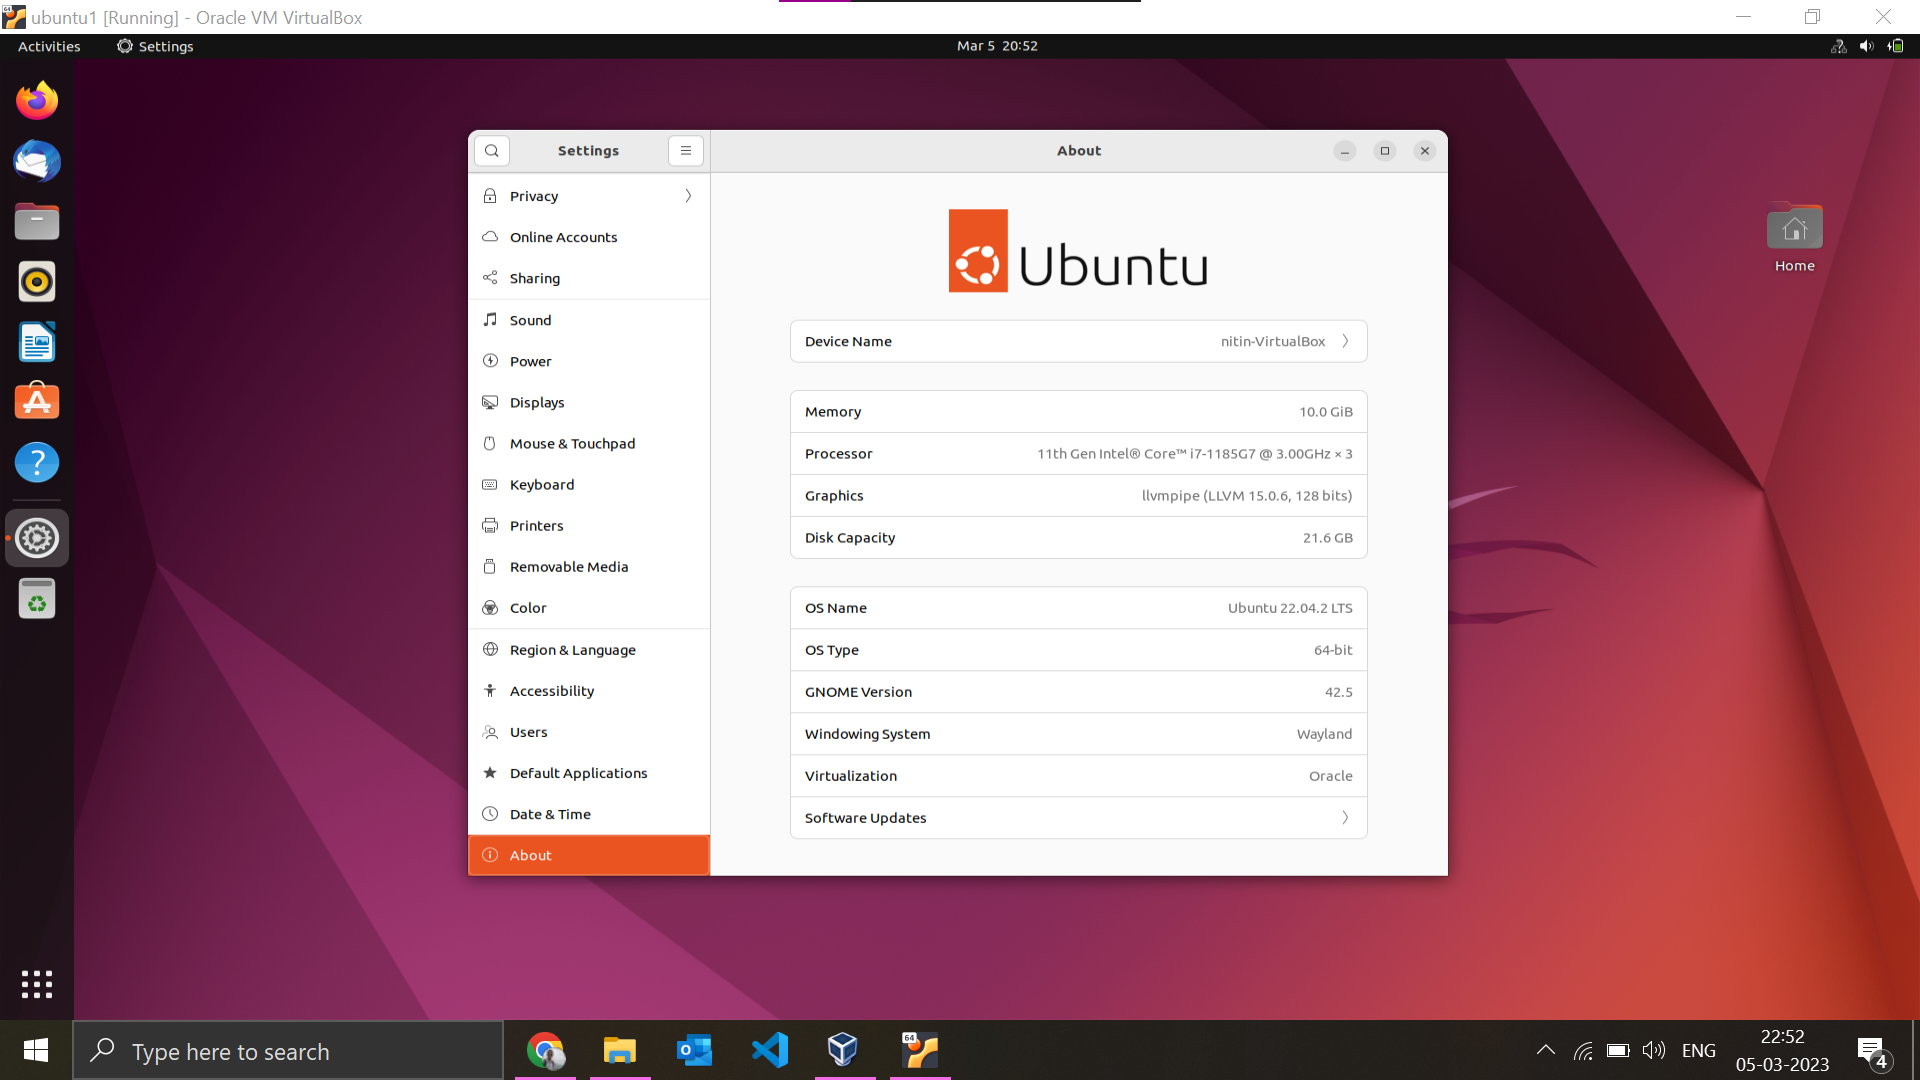 ubuntu1 [Running] - Oracle VM VirtualBox
Activities
Settings
Mar 5 20:52
Settings
About
Privacy
Online Accounts
Sharing
Sound
Power
Displays
Mouse & Touchpad
Keyboard
Printers
Removable Media
Color
Region & Language
Accessibility
Users
Default Applications
Date & Time
About
Ubuntu
Device Name nitin-VirtualBox
Memory 10.0 GiB
Processor 11th Gen Intel® Core™ i7-1185G7 @ 3.00GHz × 3
Graphics llvmpipe (LLVM 15.0.6, 128 bits)
Disk Capacity 21.6 GB
OS Name Ubuntu 22.04.2 LTS
OS Type 64-bit
GNOME Version 42.5
Windowing System Wayland
Virtualization Oracle
Software Updates
Home
Type here to search
64
ENG
22:52
05-03-2023
4